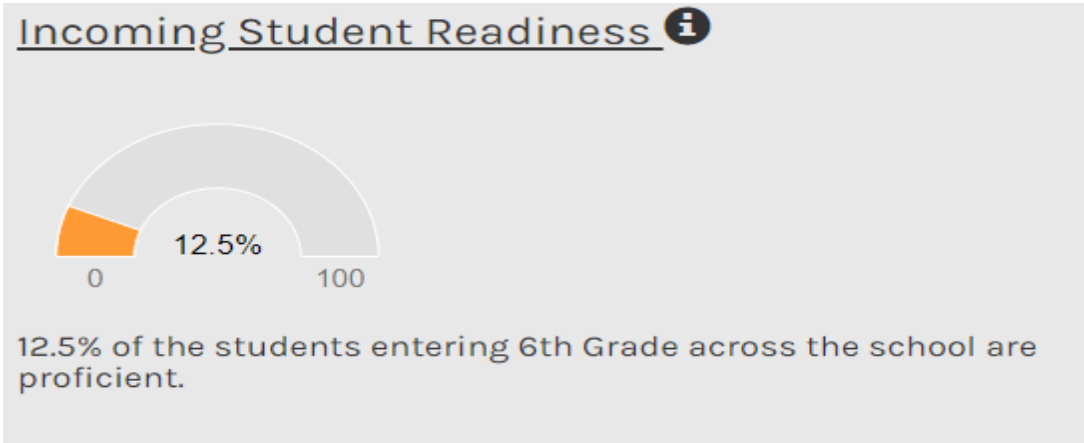 Incoming Student Readiness i
12.5%
0 100
12.5% of the students entering 6th Grade across the school are
proficient.